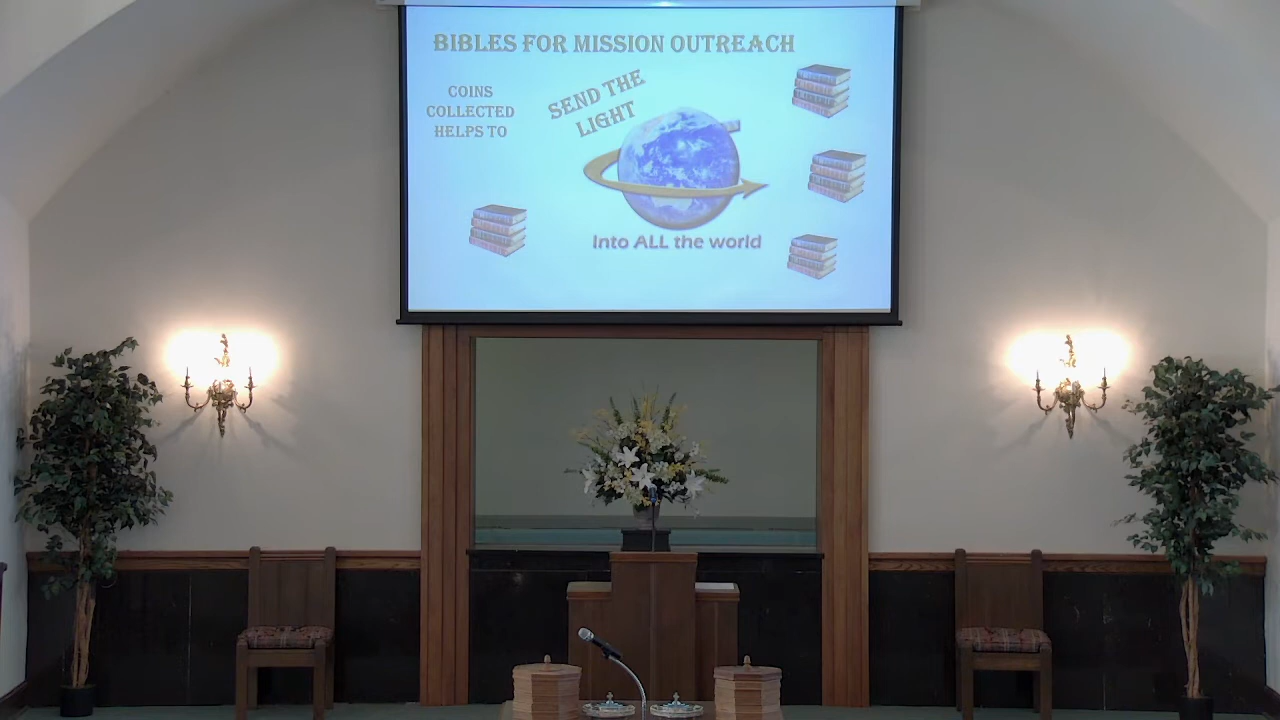 BIBLES FOR MISSION OUTREACH
COINS
COLLECTED
HELPS TO
SEND THE
LIGHT
Into ALL the world